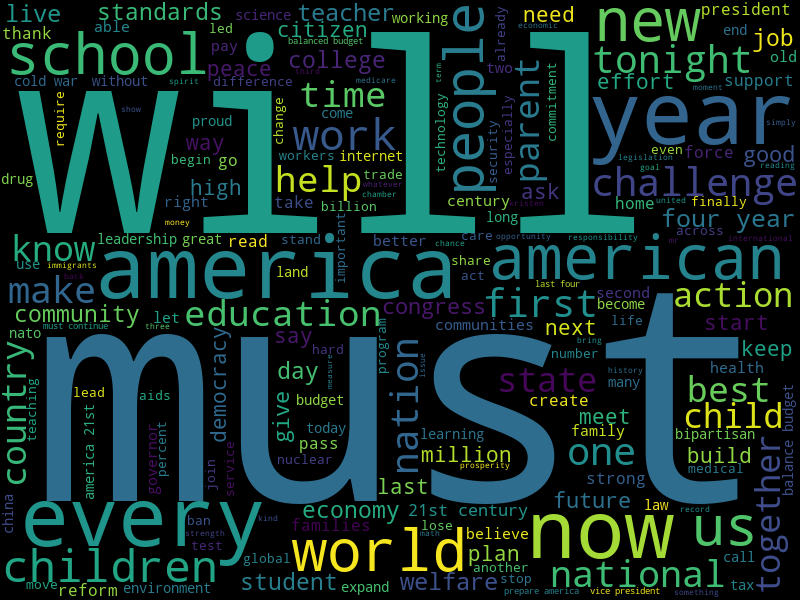 live standards teacher science working need new president
thank able led pay citizen already economic end job
school will balanced budget people tonight old
cold war without spirit peace difference college two parent effort support
medicare third term moment
show time come technology commitment year
require proud way change work security especially simply
workers internet legislation even force good
drug begin go help trade whatever goal reading
right high take billion chamber ask kristen challenge
money century long home united finally
know leadership great read stand important better care chance opportunity responsibility four year across
mr international
use immigrants back america land share act american last four
make congress first second become action
community let education communities next life start
nato must continue three say program number many keep
country must hard democracy day issue bring history health
teaching lead aids measure nation state create best
budget give meet child
america 21st today learning family bipartisan balance budget
governor percent join service nuclear pass million one build
prosperity strong medical together
china every last future
economy 21st century law record
ban families lose now us
kind believe
strength test world math plan call
children global another national
move reform environment student expand welfare stop tax
prepare america vice president something